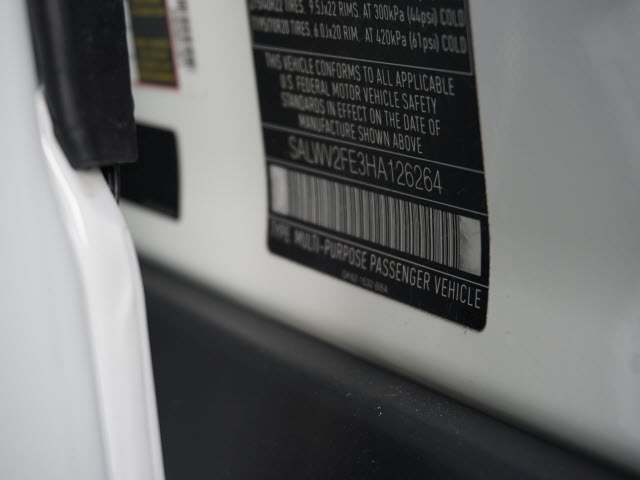 9.5Jx22 RIMS. AT 300kPa (44psi) COLD
TIRES. 6.0Jx20 RIM. AT 420kPa (61psi) COLD
THIS VEHICLE CONFORMS TO ALL APPLICABLE
U.S. FEDERAL MOTOR VEHICLE SAFETY
STANDARDS IN EFFECT ON THE DATE OF
MANUFACTURE SHOWN ABOVE
SALWV2FE3HA126264
TYPE MULTI-PURPOSE PASSENGER VEHICLE